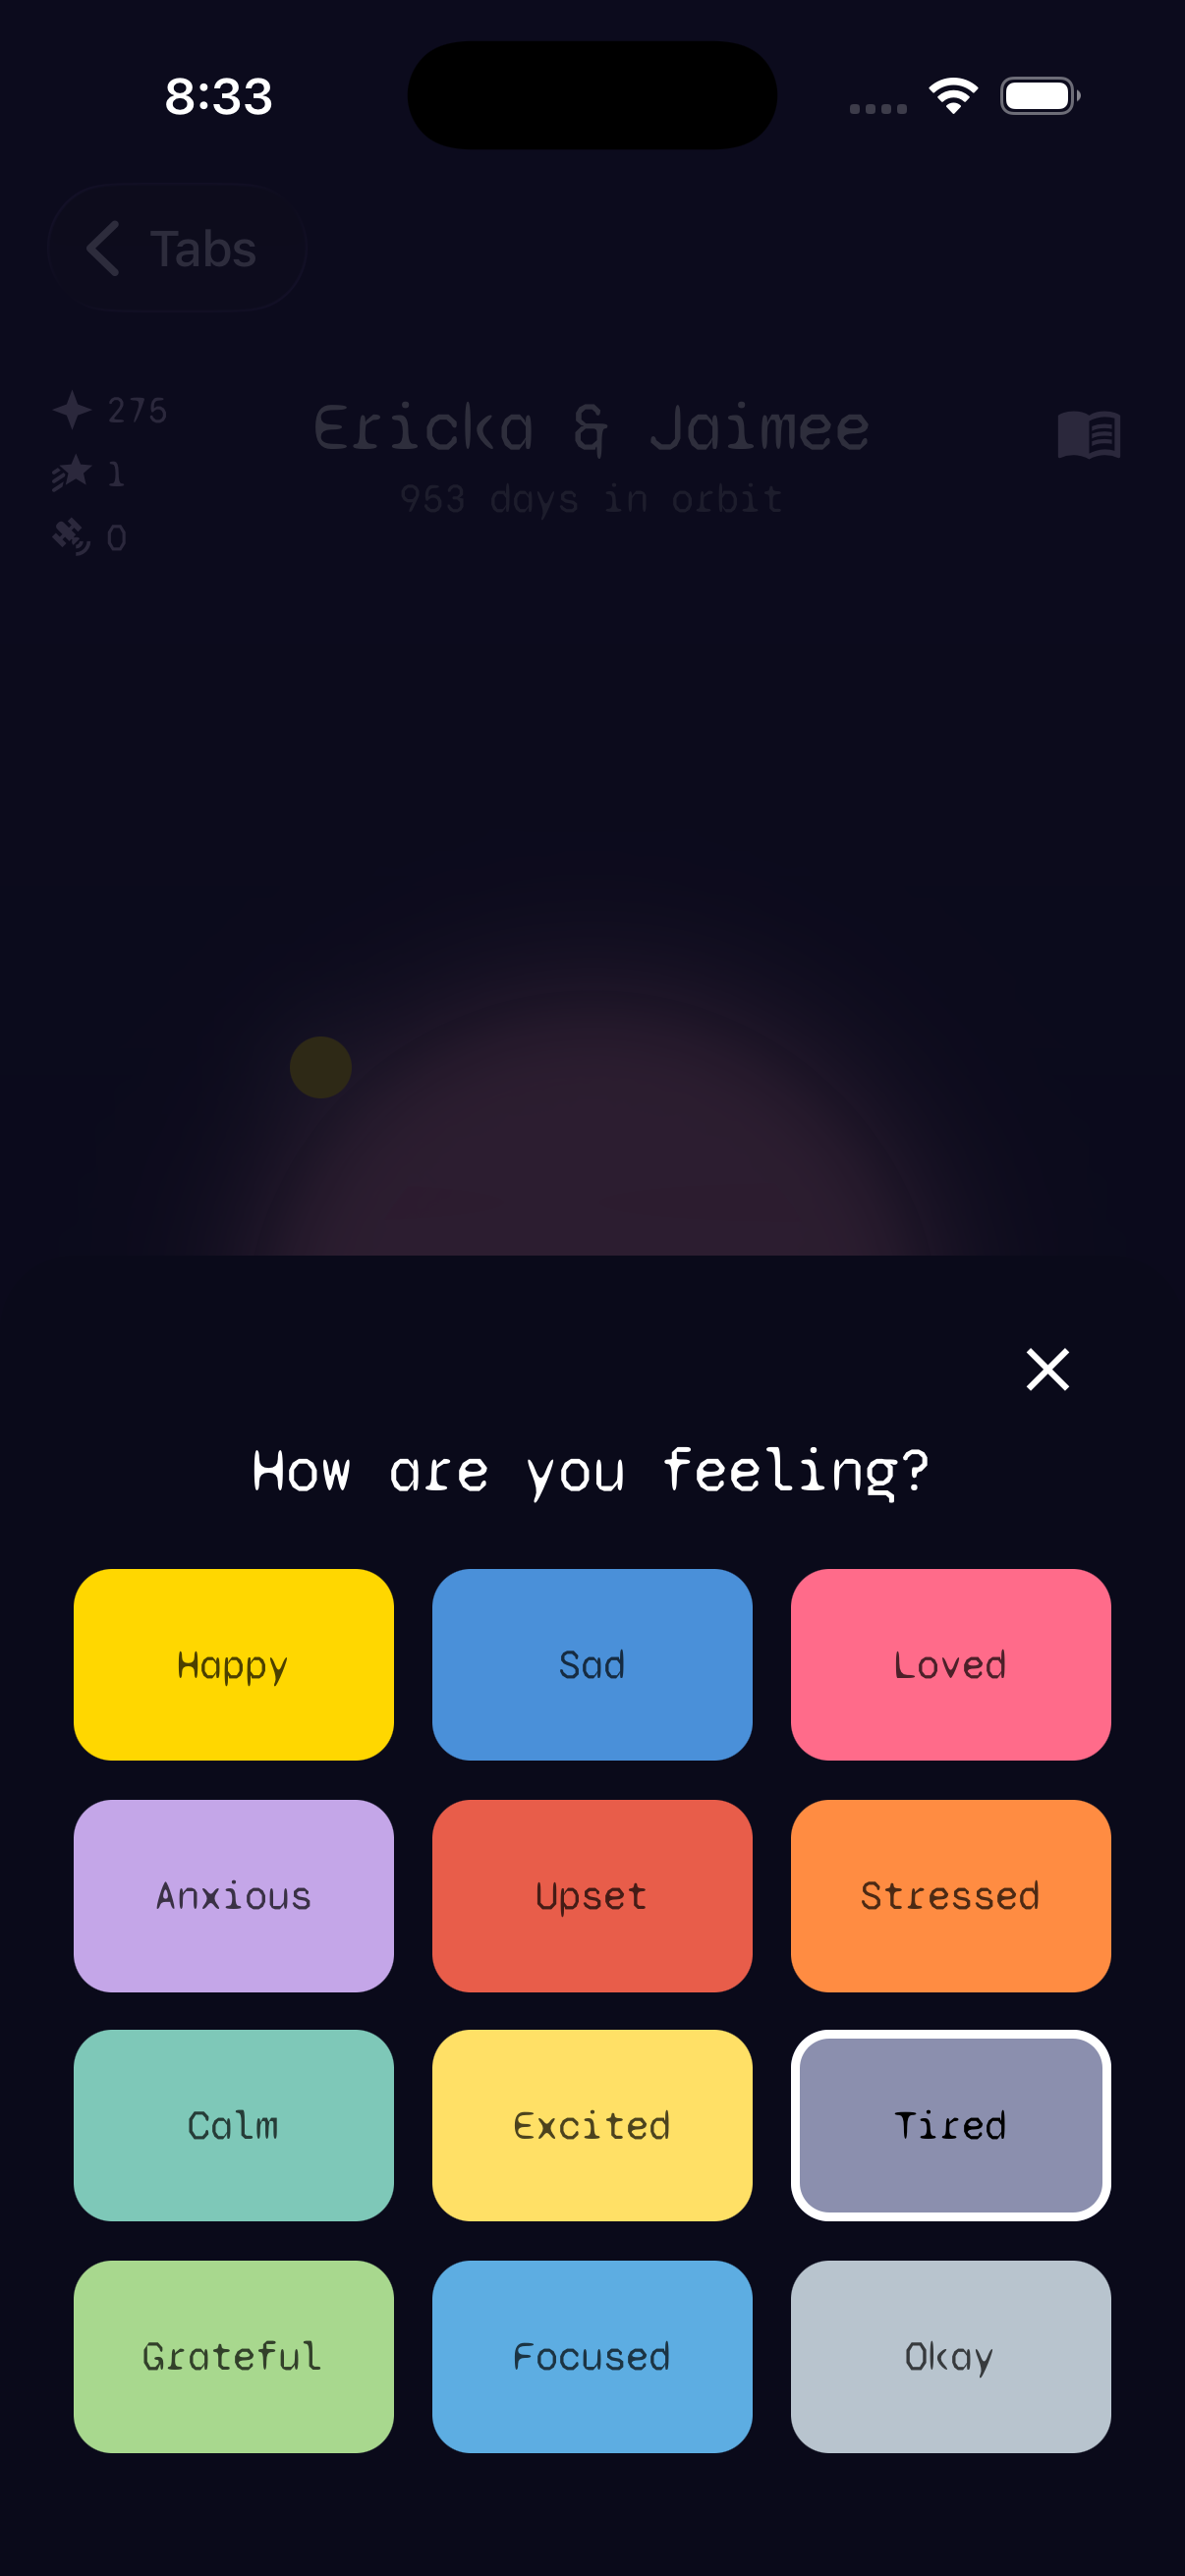 8:33
Tabs
275
Ericka & Jaimee
1
953 days in orbit
0
How are you feeling?
Happy
Sad
Loved
Anxious
Upset
Stressed
Calm
Excited
Tired
Grateful
Focused
Okay